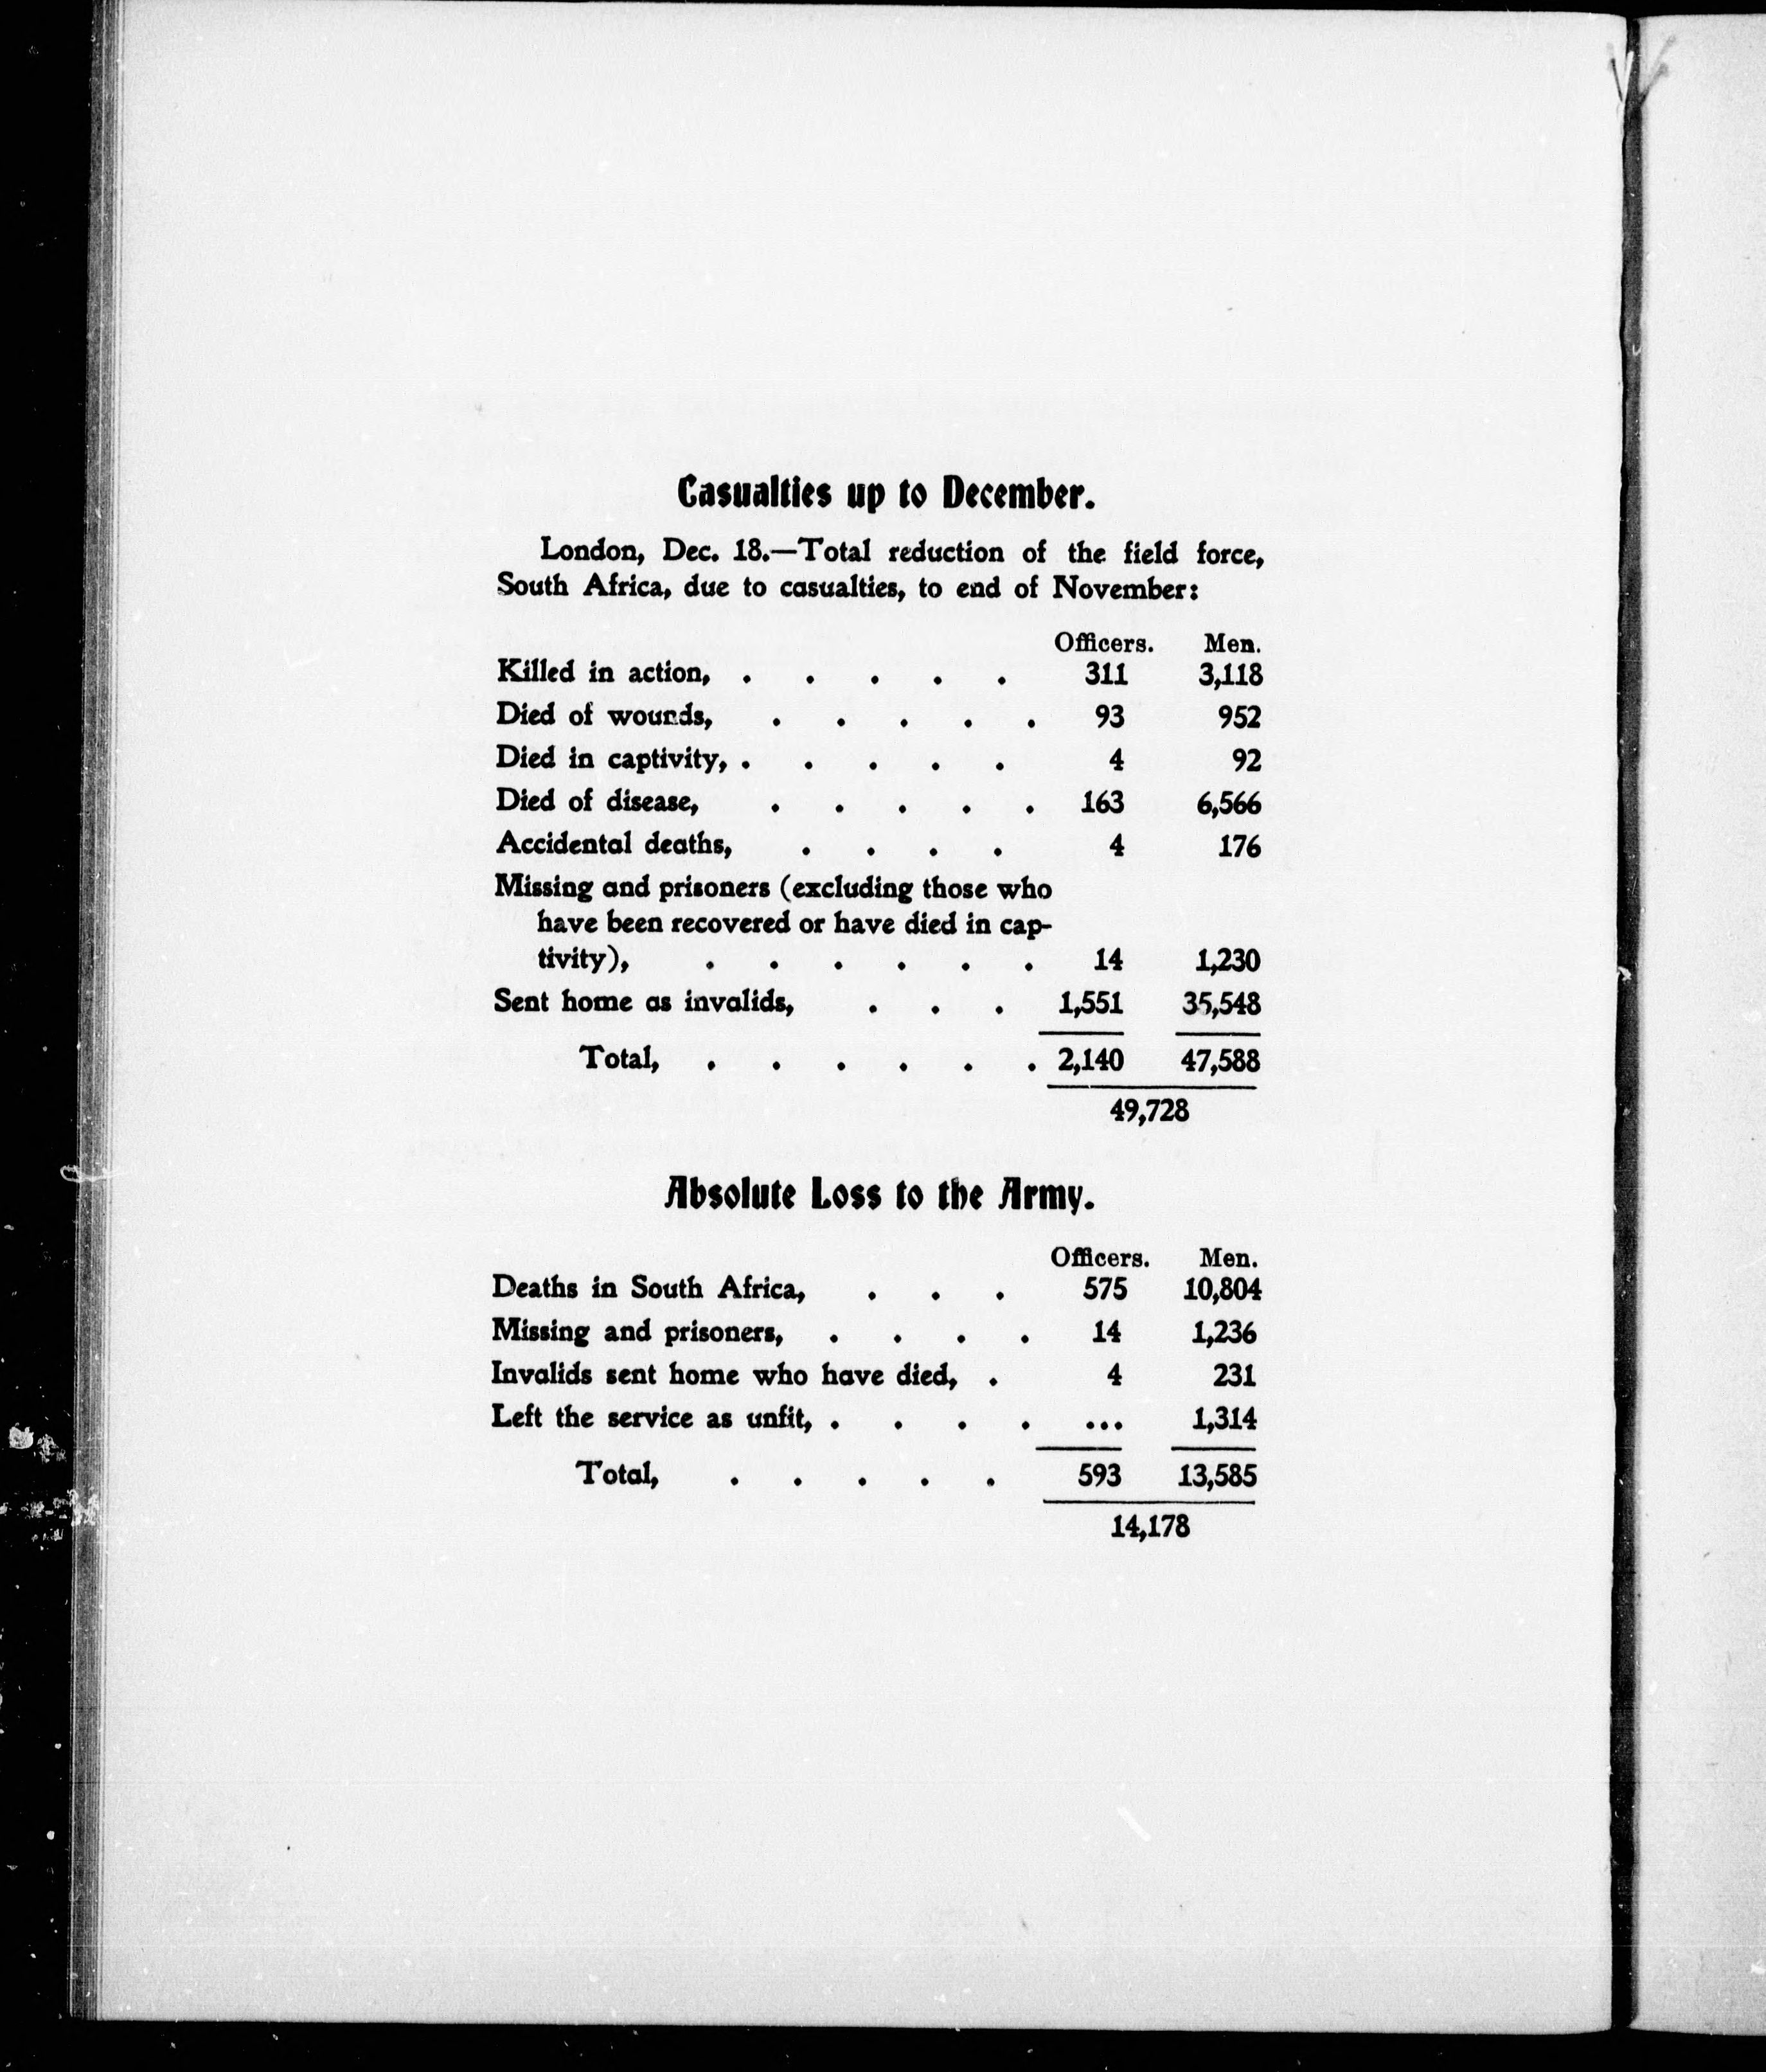 Casualties up to December.
London, Dec. 18.—Total reduction of the field force,
South Africa, due to casualties, to end of November:
Officers. Men.
Killed in action, . . . . . 311 3,118
Died of wounds, . . . . . 93 952
Died in captivity, . . . . . 4 92
Died of disease, . . . . . 163 6,566
Accidental deaths, . . . . 4 176
Missing and prisoners (excluding those who
have been recovered or have died in cap-
tivity), . . . . . . 14 1,230
Sent home as invalids, . . . 1,551 35,548
Total, . . . . . . 2,140 47,588
49,728
Absolute Loss to the Army.
Officers. Men.
Deaths in South Africa, . . . 575 10,804
Missing and prisoners, . . . . 14 1,236
Invalids sent home who have died, . 4 231
Left the service as unfit, . . . . ... 1,314
Total, . . . . . 593 13,585
14,178